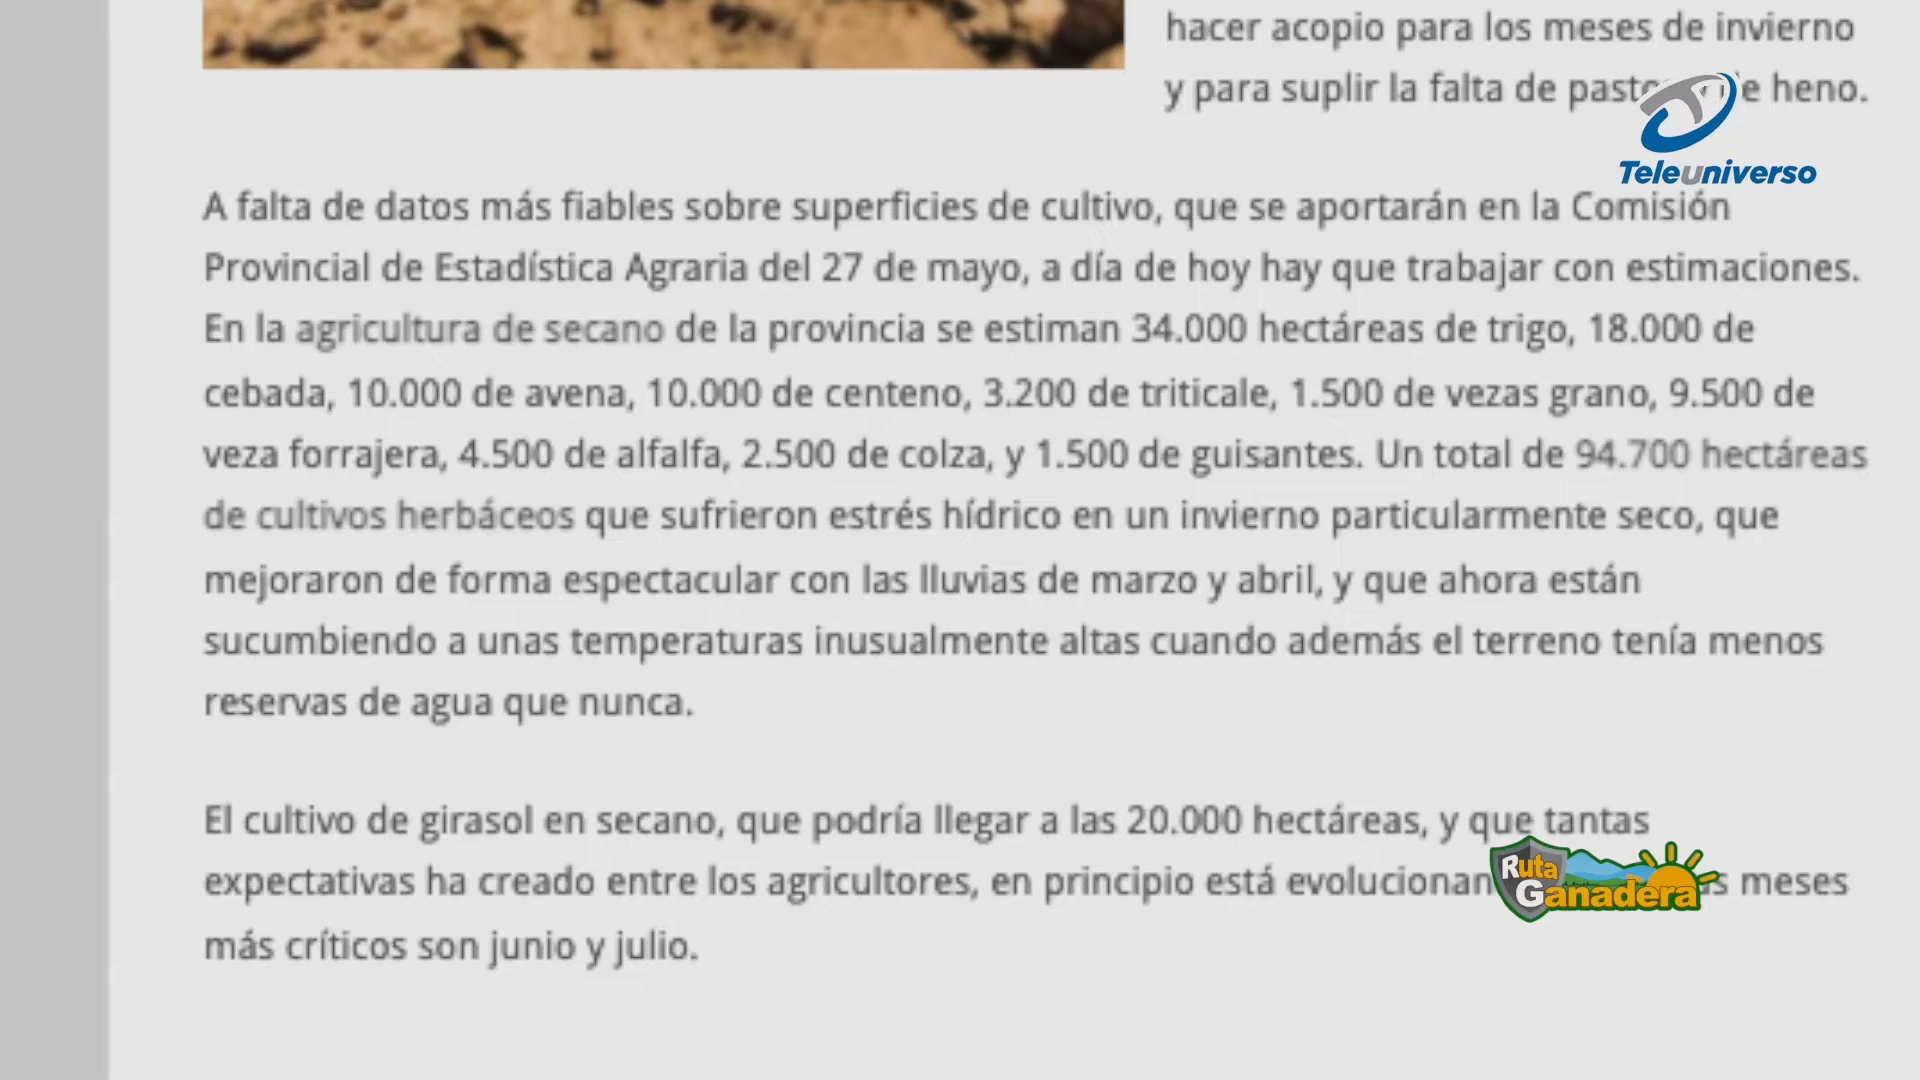 hacer acopio para los meses de invierno
y para suplir la falta de heno.
Teleuniverso
A falta de datos más fiables sobre superficies de cultivo, que se aportarán en la Comisión
Provincial de Estadística Agraria del 27 de mayo, a día de hoy hay que trabajar con estimaciones.
En la agricultura de secano de la provincia se estiman 34.000 hectáreas de trigo, 18.000 de
cebada, 10.000 de avena, 10.000 de centeno, 3.200 de triticale, 1.500 de vezas grano, 9.500 de
veza forrajera, 4.500 de alfalfa, 2.500 de colza, y 1.500 de guisantes. Un total de 94.700 hectáreas
de cultivos herbáceos que sufrieron estrés hídrico en un invierno particularmente seco, que
mejoraron de forma espectacular con las lluvias de marzo y abril, y que ahora están
sucumbiendo a unas temperaturas inusualmente altas cuando además el terreno tenía menos
reservas de agua que nunca.
El cultivo de girasol en secano, que podría llegar a las 20.000 hectáreas, y que tantas
expectativas ha creado entre los agricultores, en principio está meses
más críticos son junio y julio.
Ruta
Ganadera